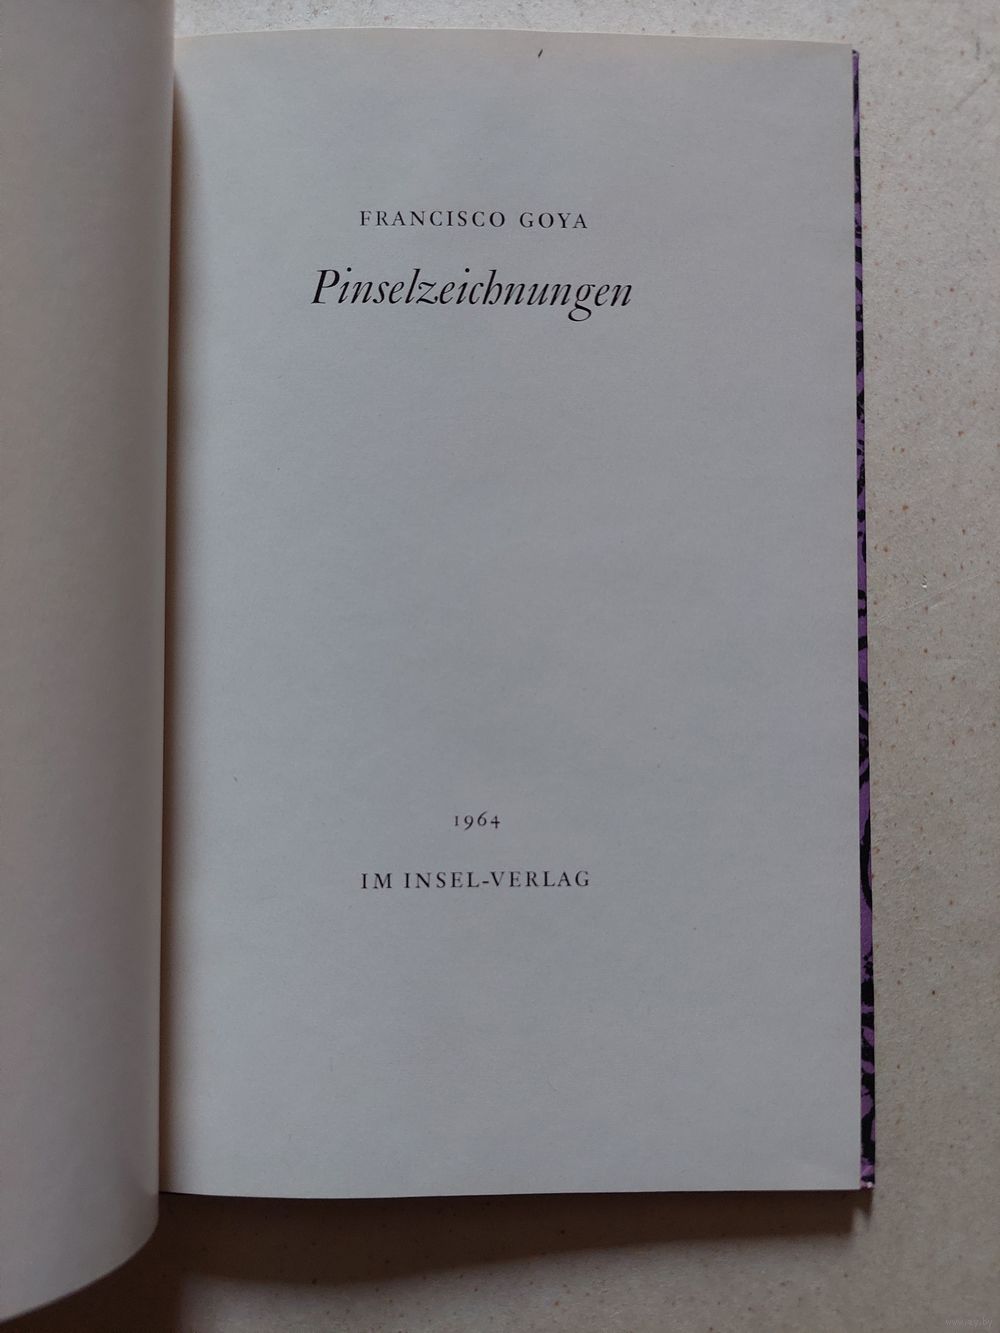 FRANCISCO GOYA
Pinselzeichnungen
1964
IM INSEL-VERLAG